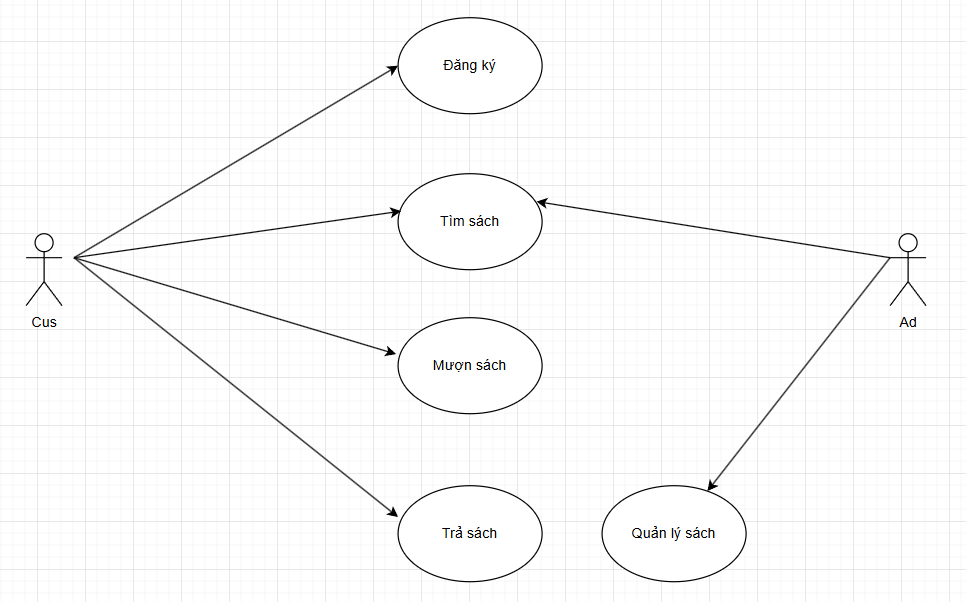 Đăng ký
Tìm sách
Cus
Ad
Mượn sách
Trả sách
Quản lý sách